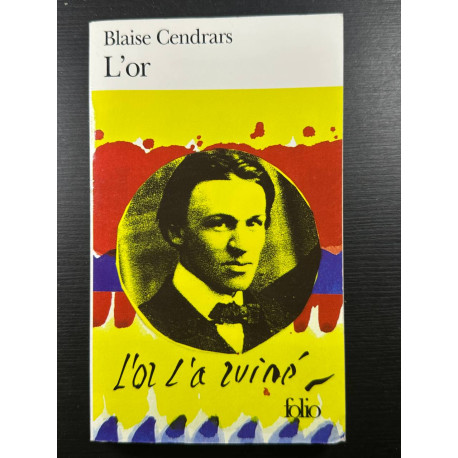 Blaise Cendrars
L'or
L'or l'a ruiné
folio